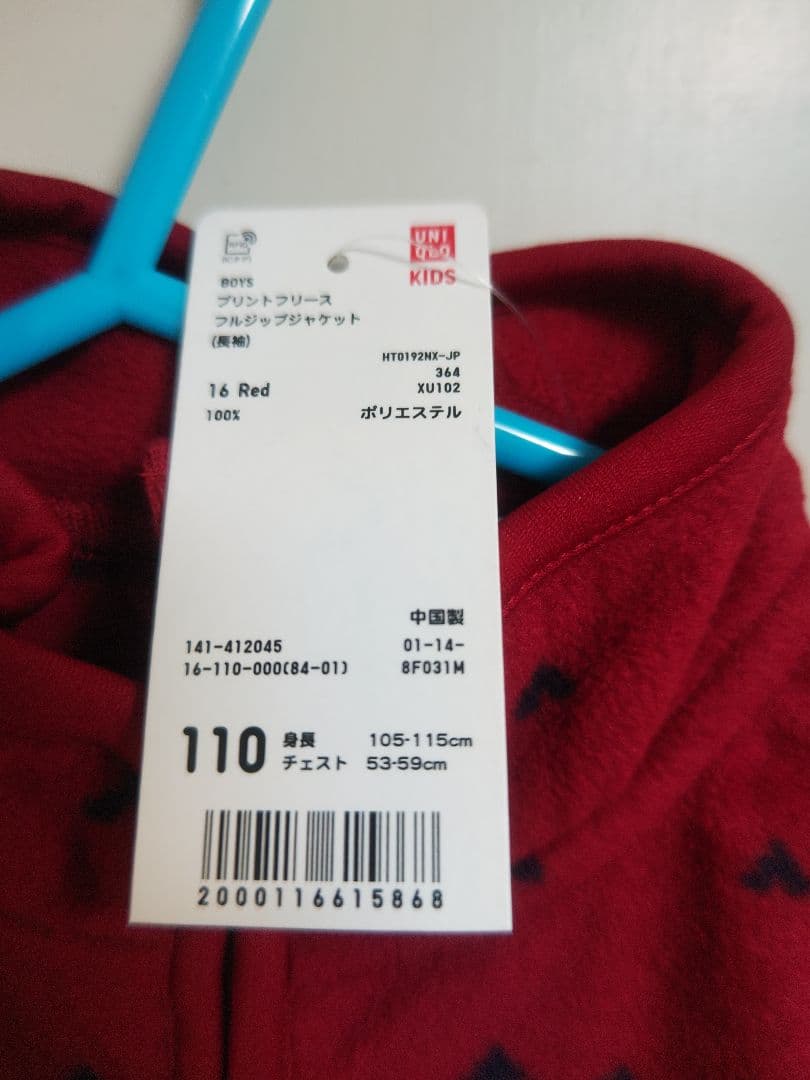 UNI
QLO
KIDS
BOYS
プリントフリース
フルジップジャケット
(長袖)
HT0192NX-JP
364
16 Red
XU102
100%
ポリエステル
中国製
141-412045
01-14-
16-110-000(84-01)
8F031M
110
身長
105-115cm
チェスト
53-59cm
2000116615868